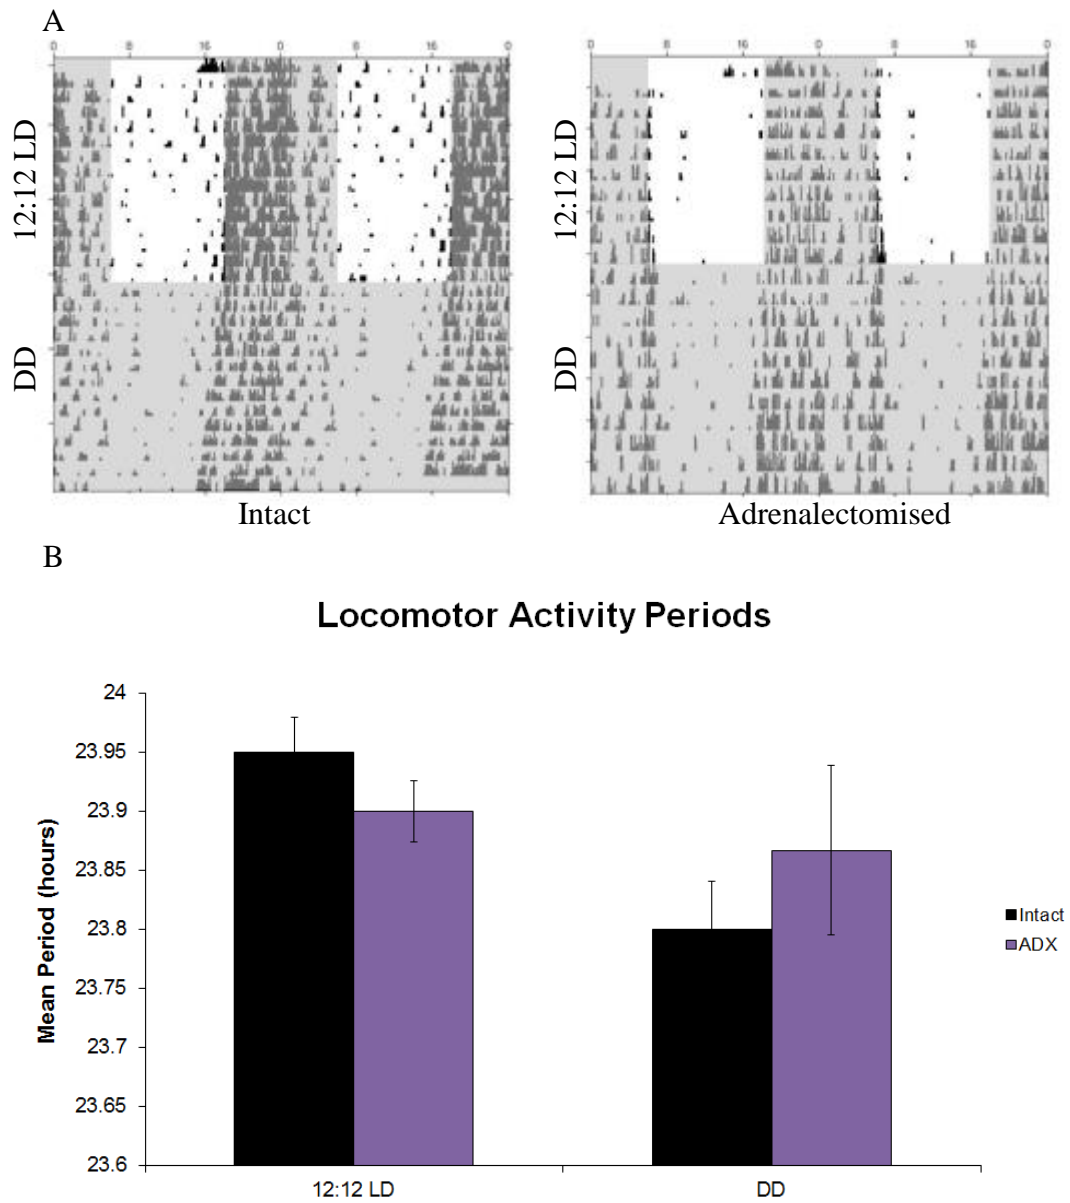 A
0 8 16 0 8 16 0
0 8 16 0 8 16 0
12:12 LD
DD
12:12 LD
DD
Intact
Adrenalectomised
B
Locomotor Activity Periods
Mean Period (hours)
24
23.95
23.9
23.85
23.8
23.75
23.7
23.65
23.6
12:12 LD
DD
Intact
ADX